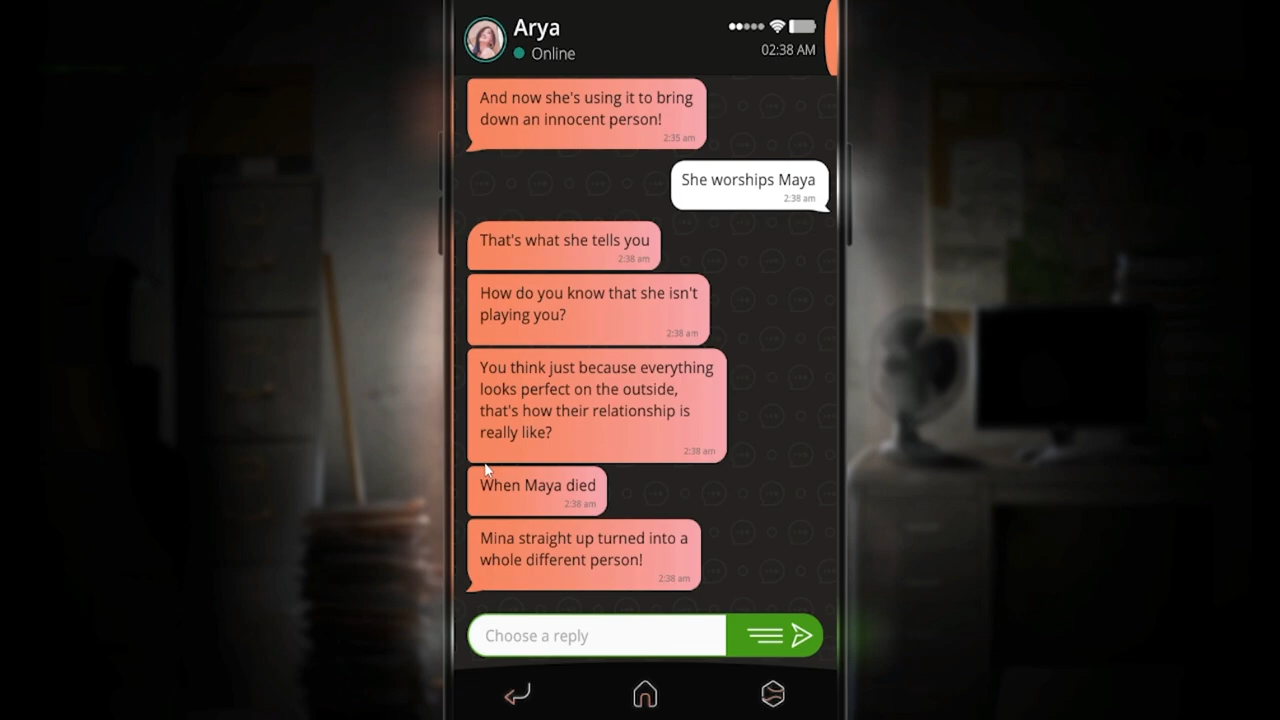 Arya
Online
02:38 AM
And now she's using it to bring
down an innocent person!
2:35 am
She worships Maya
2:38 am
That's what she tells you
2:38 am
How do you know that she isn't
playing you?
2:38 am
You think just because everything
looks perfect on the outside,
that's how their relationship is
really like?
2:38 am
When Maya died
2:38 am
Mina straight up turned into a
whole different person!
2:38 am
Choose a reply